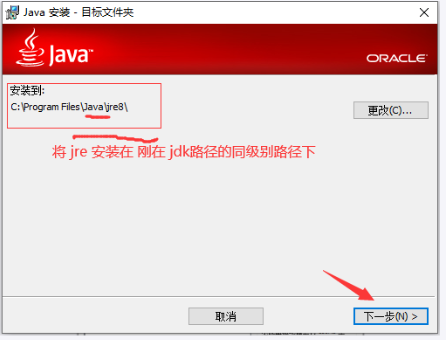 Java 安装 - 目标文件夹
Java™
ORACLE
安装到:
C:\Program Files\Java\jre8\
更改(C)...
将 jre 安装在 刚在 jdk路径的同级别路径下
取消
下一步(N) >